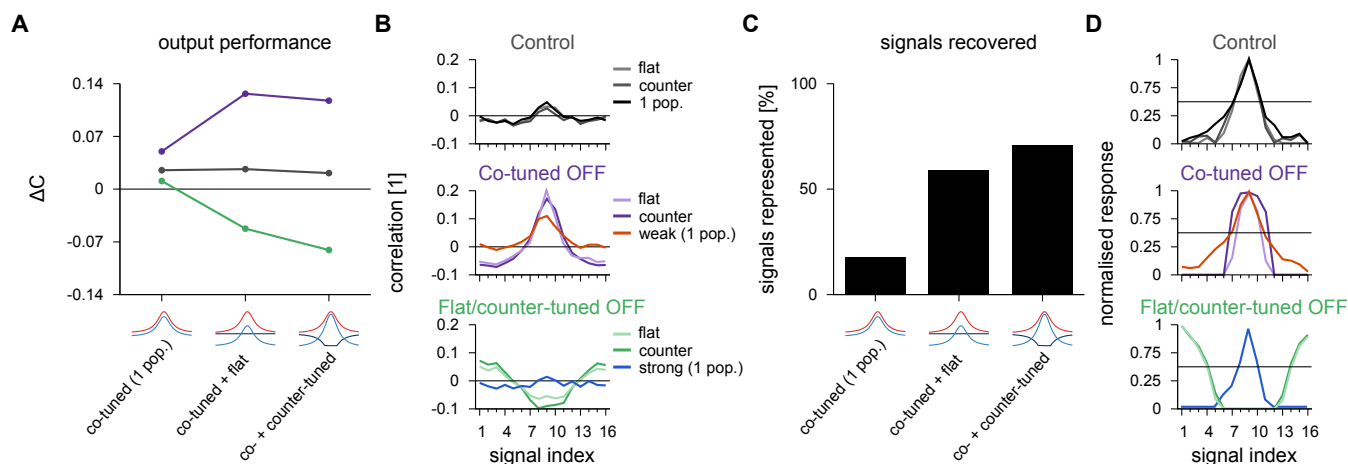 A
output performance
ΔC
0.14
0.07
0
-0.07
-0.14
co-tuned (1 pop.)
co-tuned + flat
co- + counter-tuned
B
correlation [1]
Control
0.2
0.1
0
-0.1
flat
counter
1 pop.
Co-tuned OFF
0.2
0.1
0
-0.1
flat
counter
weak (1 pop.)
Flat/counter-tuned OFF
0.2
0.1
0
-0.1
flat
counter
strong (1 pop.)
1 4 7 10 13 16
signal index
C
signals recovered
signals represented [%]
100
50
0
co-tuned (1 pop.)
co-tuned + flat
co- + counter-tuned
D
normalised response
Control
1
0.75
0.25
0
Co-tuned OFF
1
0.75
0.25
0
Flat/counter-tuned OFF
1
0.75
0.25
0
1 4 7 10 13 16
signal index